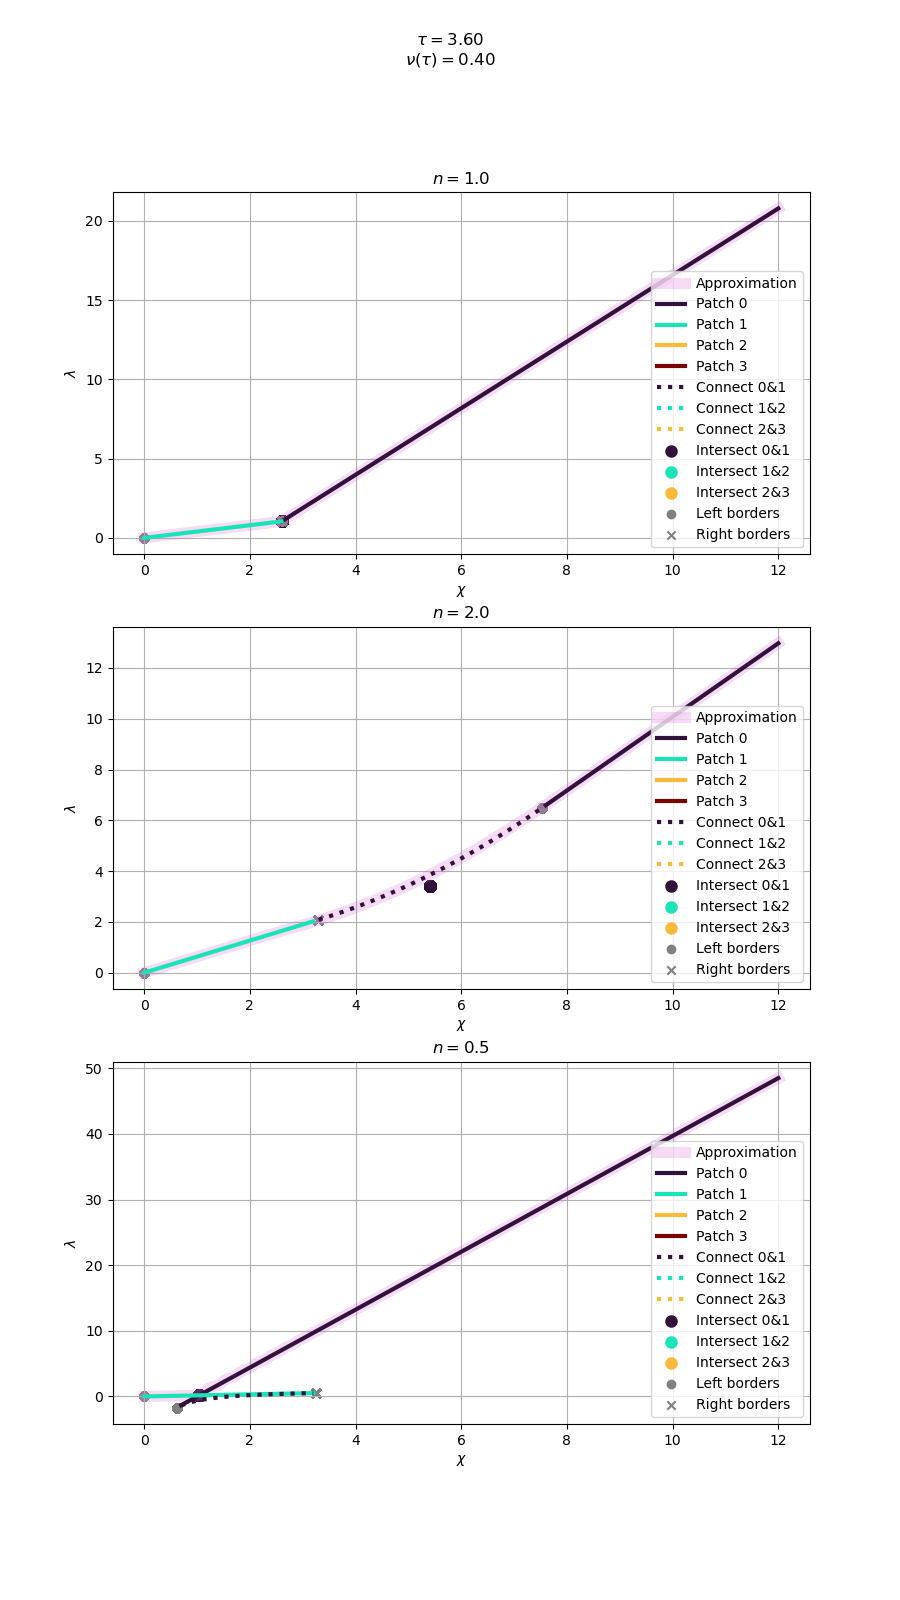 τ = 3.60
ν(τ) = 0.40
n = 1.0
20
15
10
5
0
λ
0 2 4 6 8 10 12
χ
Approximation
Patch 0
Patch 1
Patch 2
Patch 3
Connect 0&1
Connect 1&2
Connect 2&3
Intersect 0&1
Intersect 1&2
Intersect 2&3
Left borders
Right borders
n = 2.0
12
10
8
6
4
2
0
λ
0 2 4 6 8 10 12
χ
Approximation
Patch 0
Patch 1
Patch 2
Patch 3
Connect 0&1
Connect 1&2
Connect 2&3
Intersect 0&1
Intersect 1&2
Intersect 2&3
Left borders
Right borders
n = 0.5
50
40
30
20
10
0
λ
0 2 4 6 8 10 12
χ
Approximation
Patch 0
Patch 1
Patch 2
Patch 3
Connect 0&1
Connect 1&2
Connect 2&3
Intersect 0&1
Intersect 1&2
Intersect 2&3
Left borders
Right borders